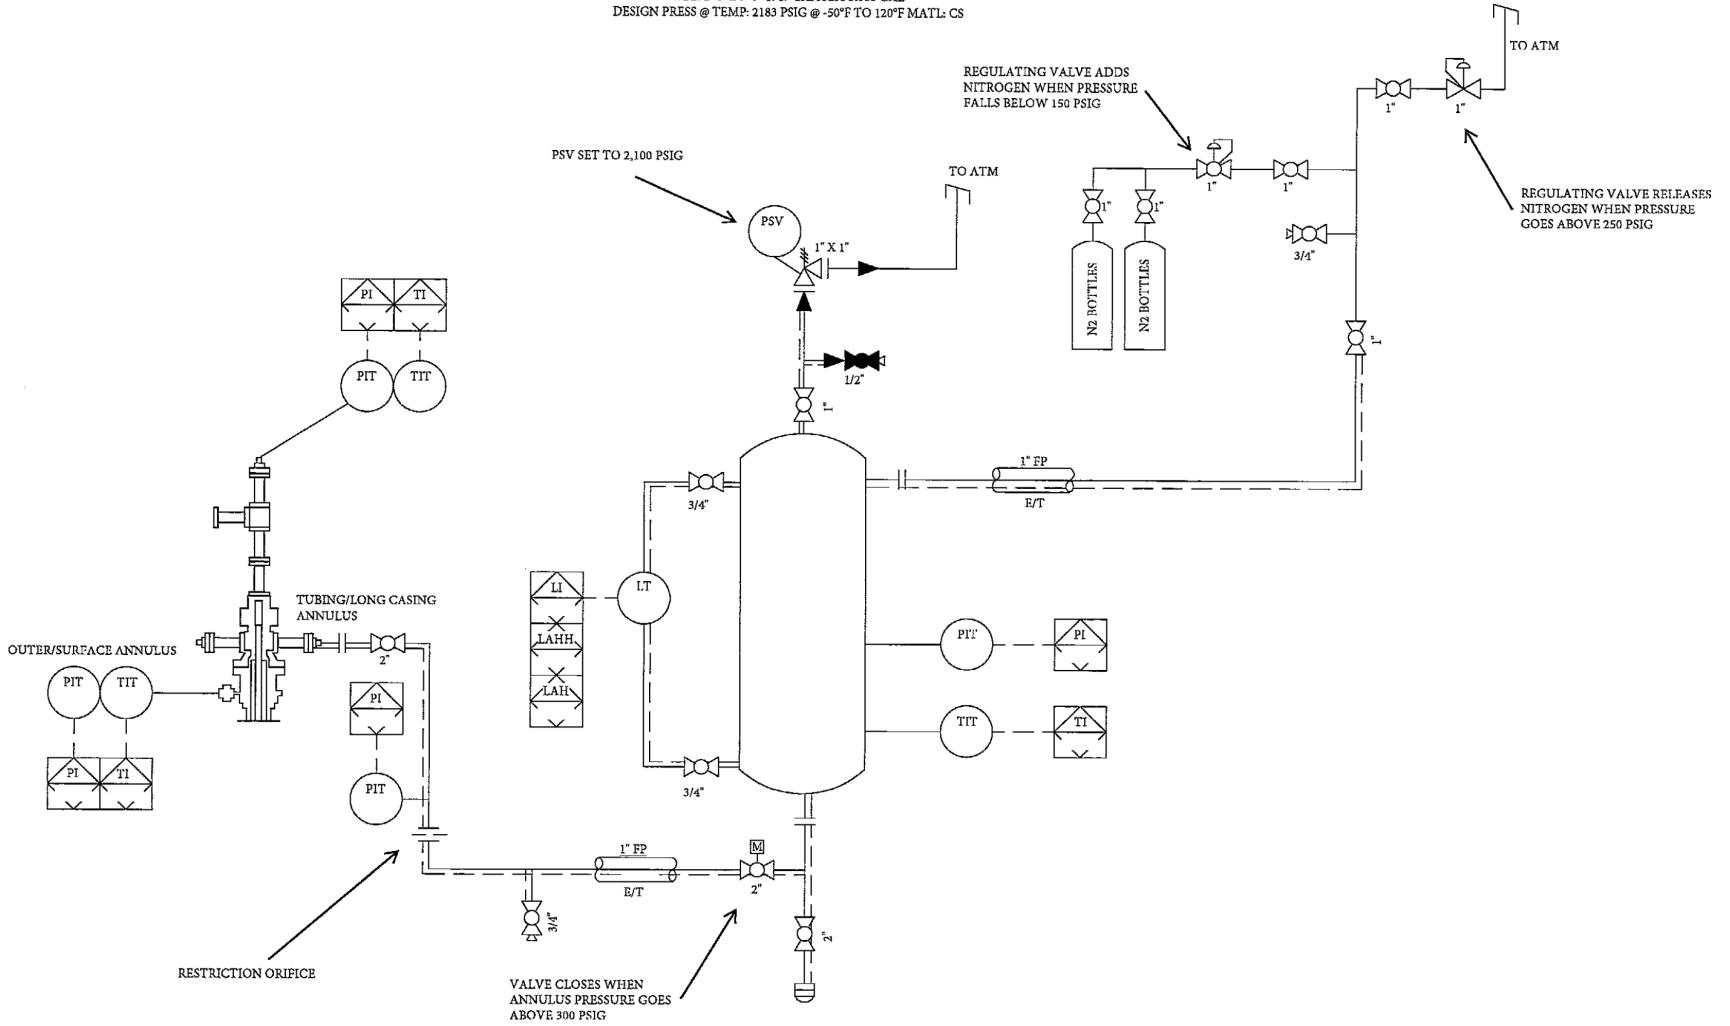 DESIGN PRESS @ TEMP: 2183 PSIG @ -50°F TO 120°F MATL: CS
TO ATM
REGULATING VALVE ADDS
NITROGEN WHEN PRESSURE
FALLS BELOW 150 PSIG
1"
1"
PSV SET TO 2,100 PSIG
TO ATM
1"
1"
REGULATING VALVE RELEASES
NITROGEN WHEN PRESSURE
GOES ABOVE 250 PSIG
PSV
1" X 1"
1"
1"
3/4"
N2 BOTTLES
N2 BOTTLES
PI
TI
1"
PIT
TIT
1/2"
1"
1" FP
E/T
3/4"
LI
LT
LAHH
LAH
TUBING/LONG CASING
ANNULUS
2"
OUTER/SURFACE ANNULUS
PIT
TIT
PI
TI
PI
PIT
PIT
PI
TIT
TI
3/4"
1" FP
E/T
M
2"
3/4"
2"
RESTRICTION ORIFICE
VALVE CLOSES WHEN
ANNULUS PRESSURE GOES
ABOVE 300 PSIG